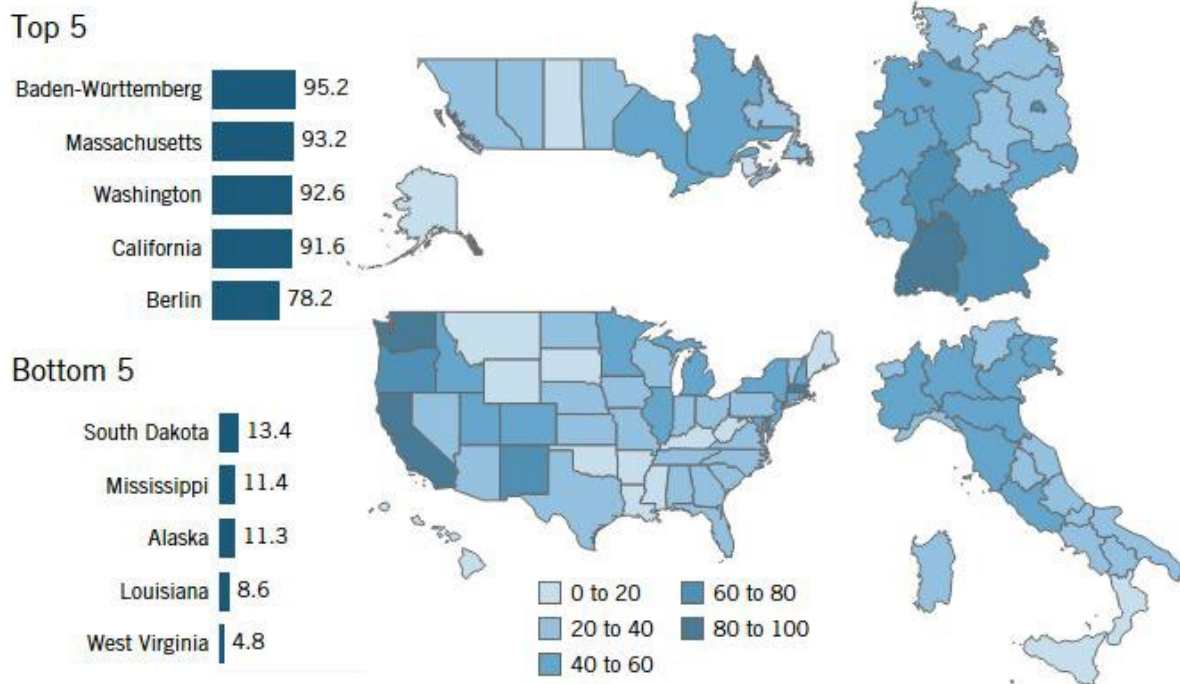 Top 5
Baden-Württemberg 95.2
Massachusetts 93.2
Washington 92.6
California 91.6
Berlin 78.2
Bottom 5
South Dakota 13.4
Mississippi 11.4
Alaska 11.3
Louisiana 8.6
West Virginia 4.8
0 to 20
20 to 40
40 to 60
60 to 80
80 to 100